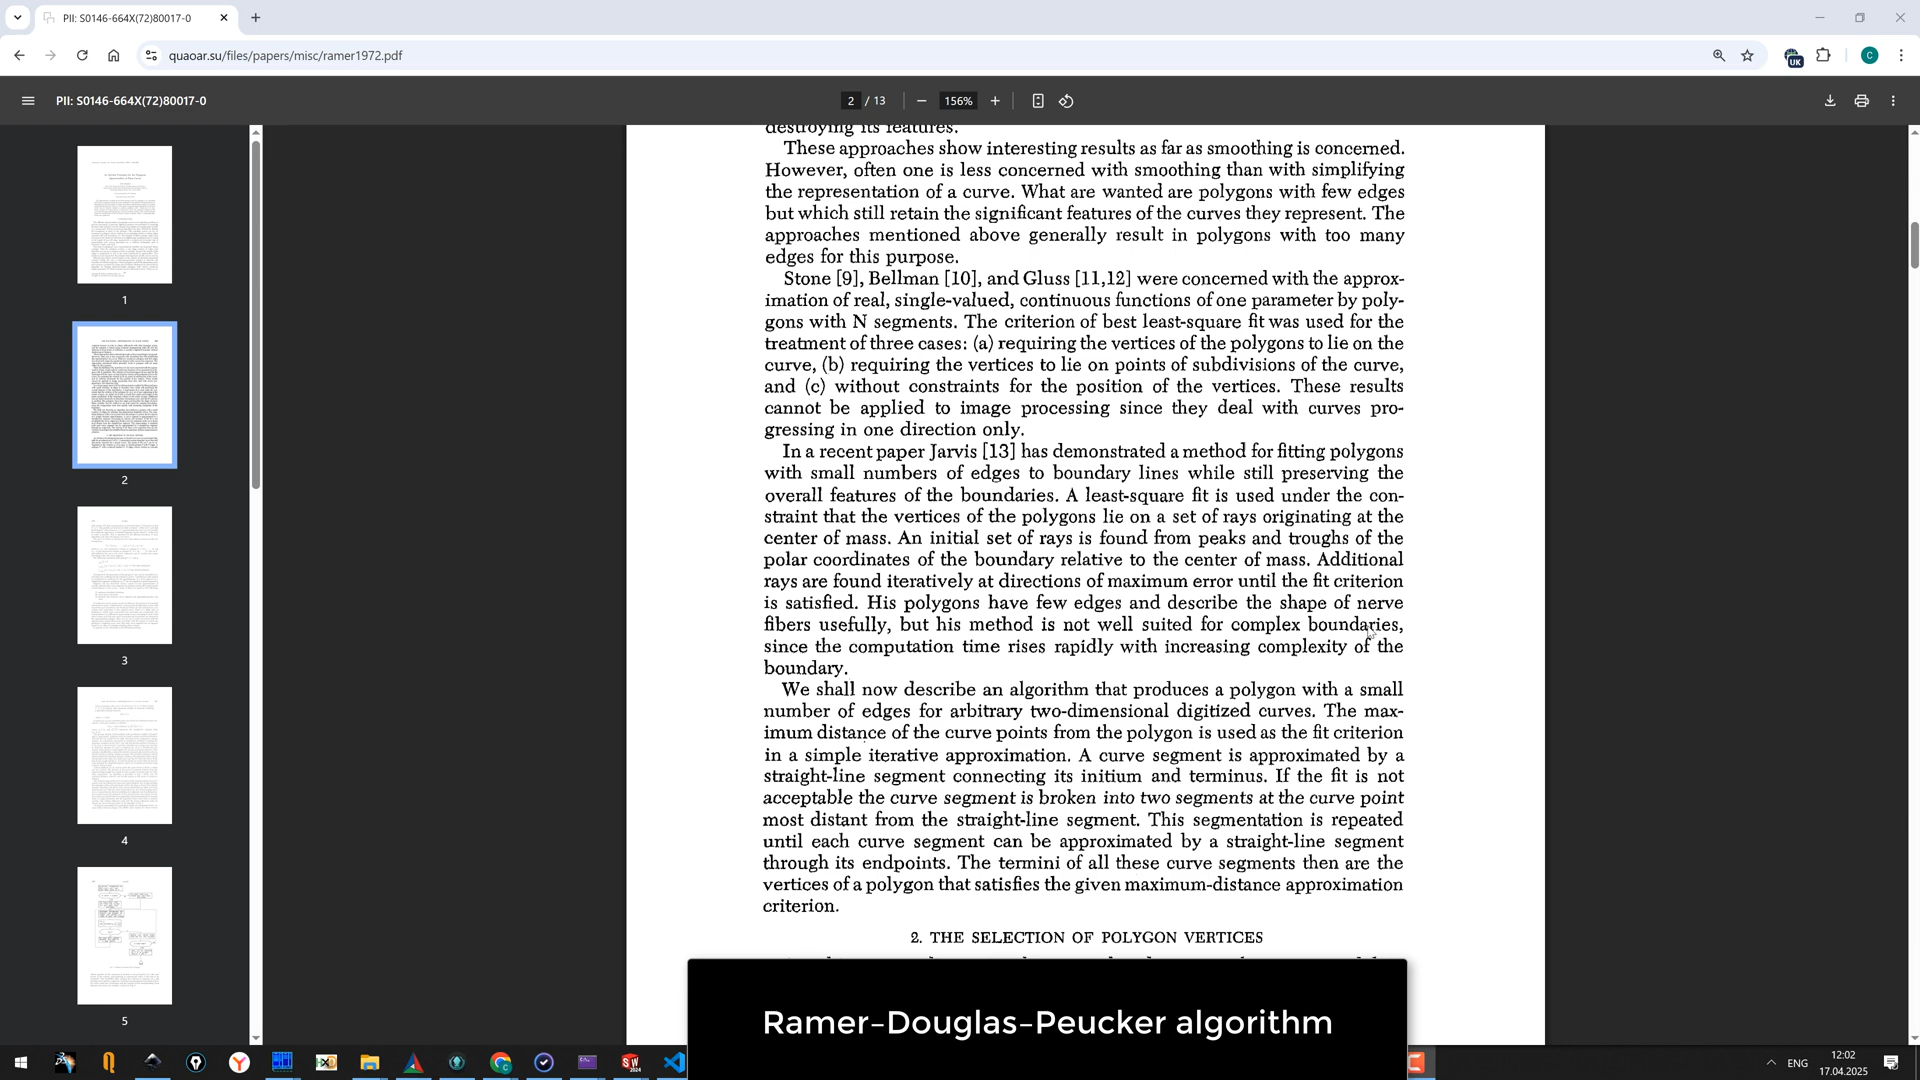 PII: S0146-664X(72)80017-0
quaoar.su/files/papers/misc/ramer1972.pdf
UK
C
PII: S0146-664X(72)80017-0
2 / 13
156%
1
2
3
4
5
destroying its features.
These approaches show interesting results as far as smoothing is concerned.
However, often one is less concerned with smoothing than with simplifying
the representation of a curve. What are wanted are polygons with few edges
but which still retain the significant features of the curves they represent. The
approaches mentioned above generally result in polygons with too many
edges for this purpose.
Stone [9], Bellman [10], and Gluss [11,12] were concerned with the approx-
imation of real, single-valued, continuous functions of one parameter by poly-
gons with N segments. The criterion of best least-square fit was used for the
treatment of three cases: (a) requiring the vertices of the polygons to lie on the
curve, (b) requiring the vertices to lie on points of subdivisions of the curve,
and (c) without constraints for the position of the vertices. These results
cannot be applied to image processing since they deal with curves pro-
gressing in one direction only.
In a recent paper Jarvis [13] has demonstrated a method for fitting polygons
with small numbers of edges to boundary lines while still preserving the
overall features of the boundaries. A least-square fit is used under the con-
straint that the vertices of the polygons lie on a set of rays originating at the
center of mass. An initial set of rays is found from peaks and troughs of the
polar coordinates of the boundary relative to the center of mass. Additional
rays are found iteratively at directions of maximum error until the fit criterion
is satisfied. His polygons have few edges and describe the shape of nerve
fibers usefully, but his method is not well suited for complex boundaries,
since the computation time rises rapidly with increasing complexity of the
boundary.
We shall now describe an algorithm that produces a polygon with a small
number of edges for arbitrary two-dimensional digitized curves. The max-
imum distance of the curve points from the polygon is used as the fit criterion
in a simple iterative approximation. A curve segment is approximated by a
straight-line segment connecting its initium and terminus. If the fit is not
acceptable the curve segment is broken into two segments at the curve point
most distant from the straight-line segment. This segmentation is repeated
until each curve segment can be approximated by a straight-line segment
through its endpoints. The termini of all these curve segments then are the
vertices of a polygon that satisfies the given maximum-distance approximation
criterion.
2. THE SELECTION OF POLYGON VERTICES
Ramer–Douglas–Peucker algorithm
SW
2024
ENG
12:02
17.04.2025